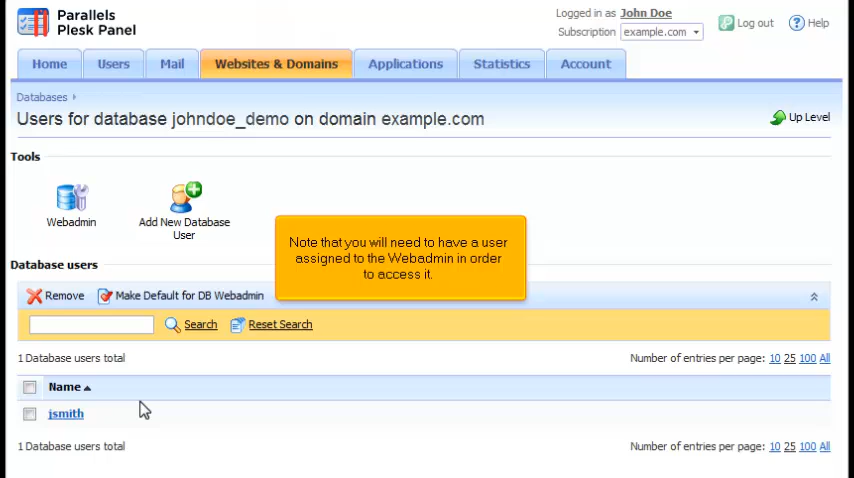 Parallels
Plesk Panel
Logged in as John Doe
Subscription example.com
Log out
Help
Home
Users
Mail
Websites & Domains
Applications
Statistics
Account
Databases
Users for database johndoe_demo on domain example.com
Up Level
Tools
Webadmin
Add New Database
User
Note that you will need to have a user
assigned to the Webadmin in order
to access it.
Database users
Remove
Make Default for DB Webadmin
Search
Reset Search
1 Database users total
Number of entries per page: 10 25 100 All
Name
jsmith
1 Database users total
Number of entries per page: 10 25 100 All